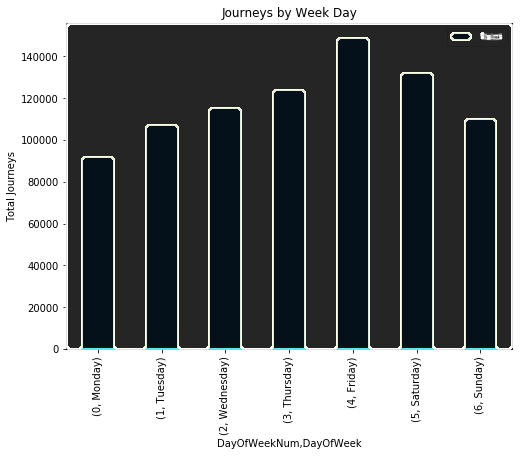 Journeys by Week Day
140000
120000
100000
80000
60000
40000
20000
0
Total Journeys
(0, Monday)
(1, Tuesday)
(2, Wednesday)
(3, Thursday)
(4, Friday)
(5, Saturday)
(6, Sunday)
DayOfWeekNum,DayOfWeek